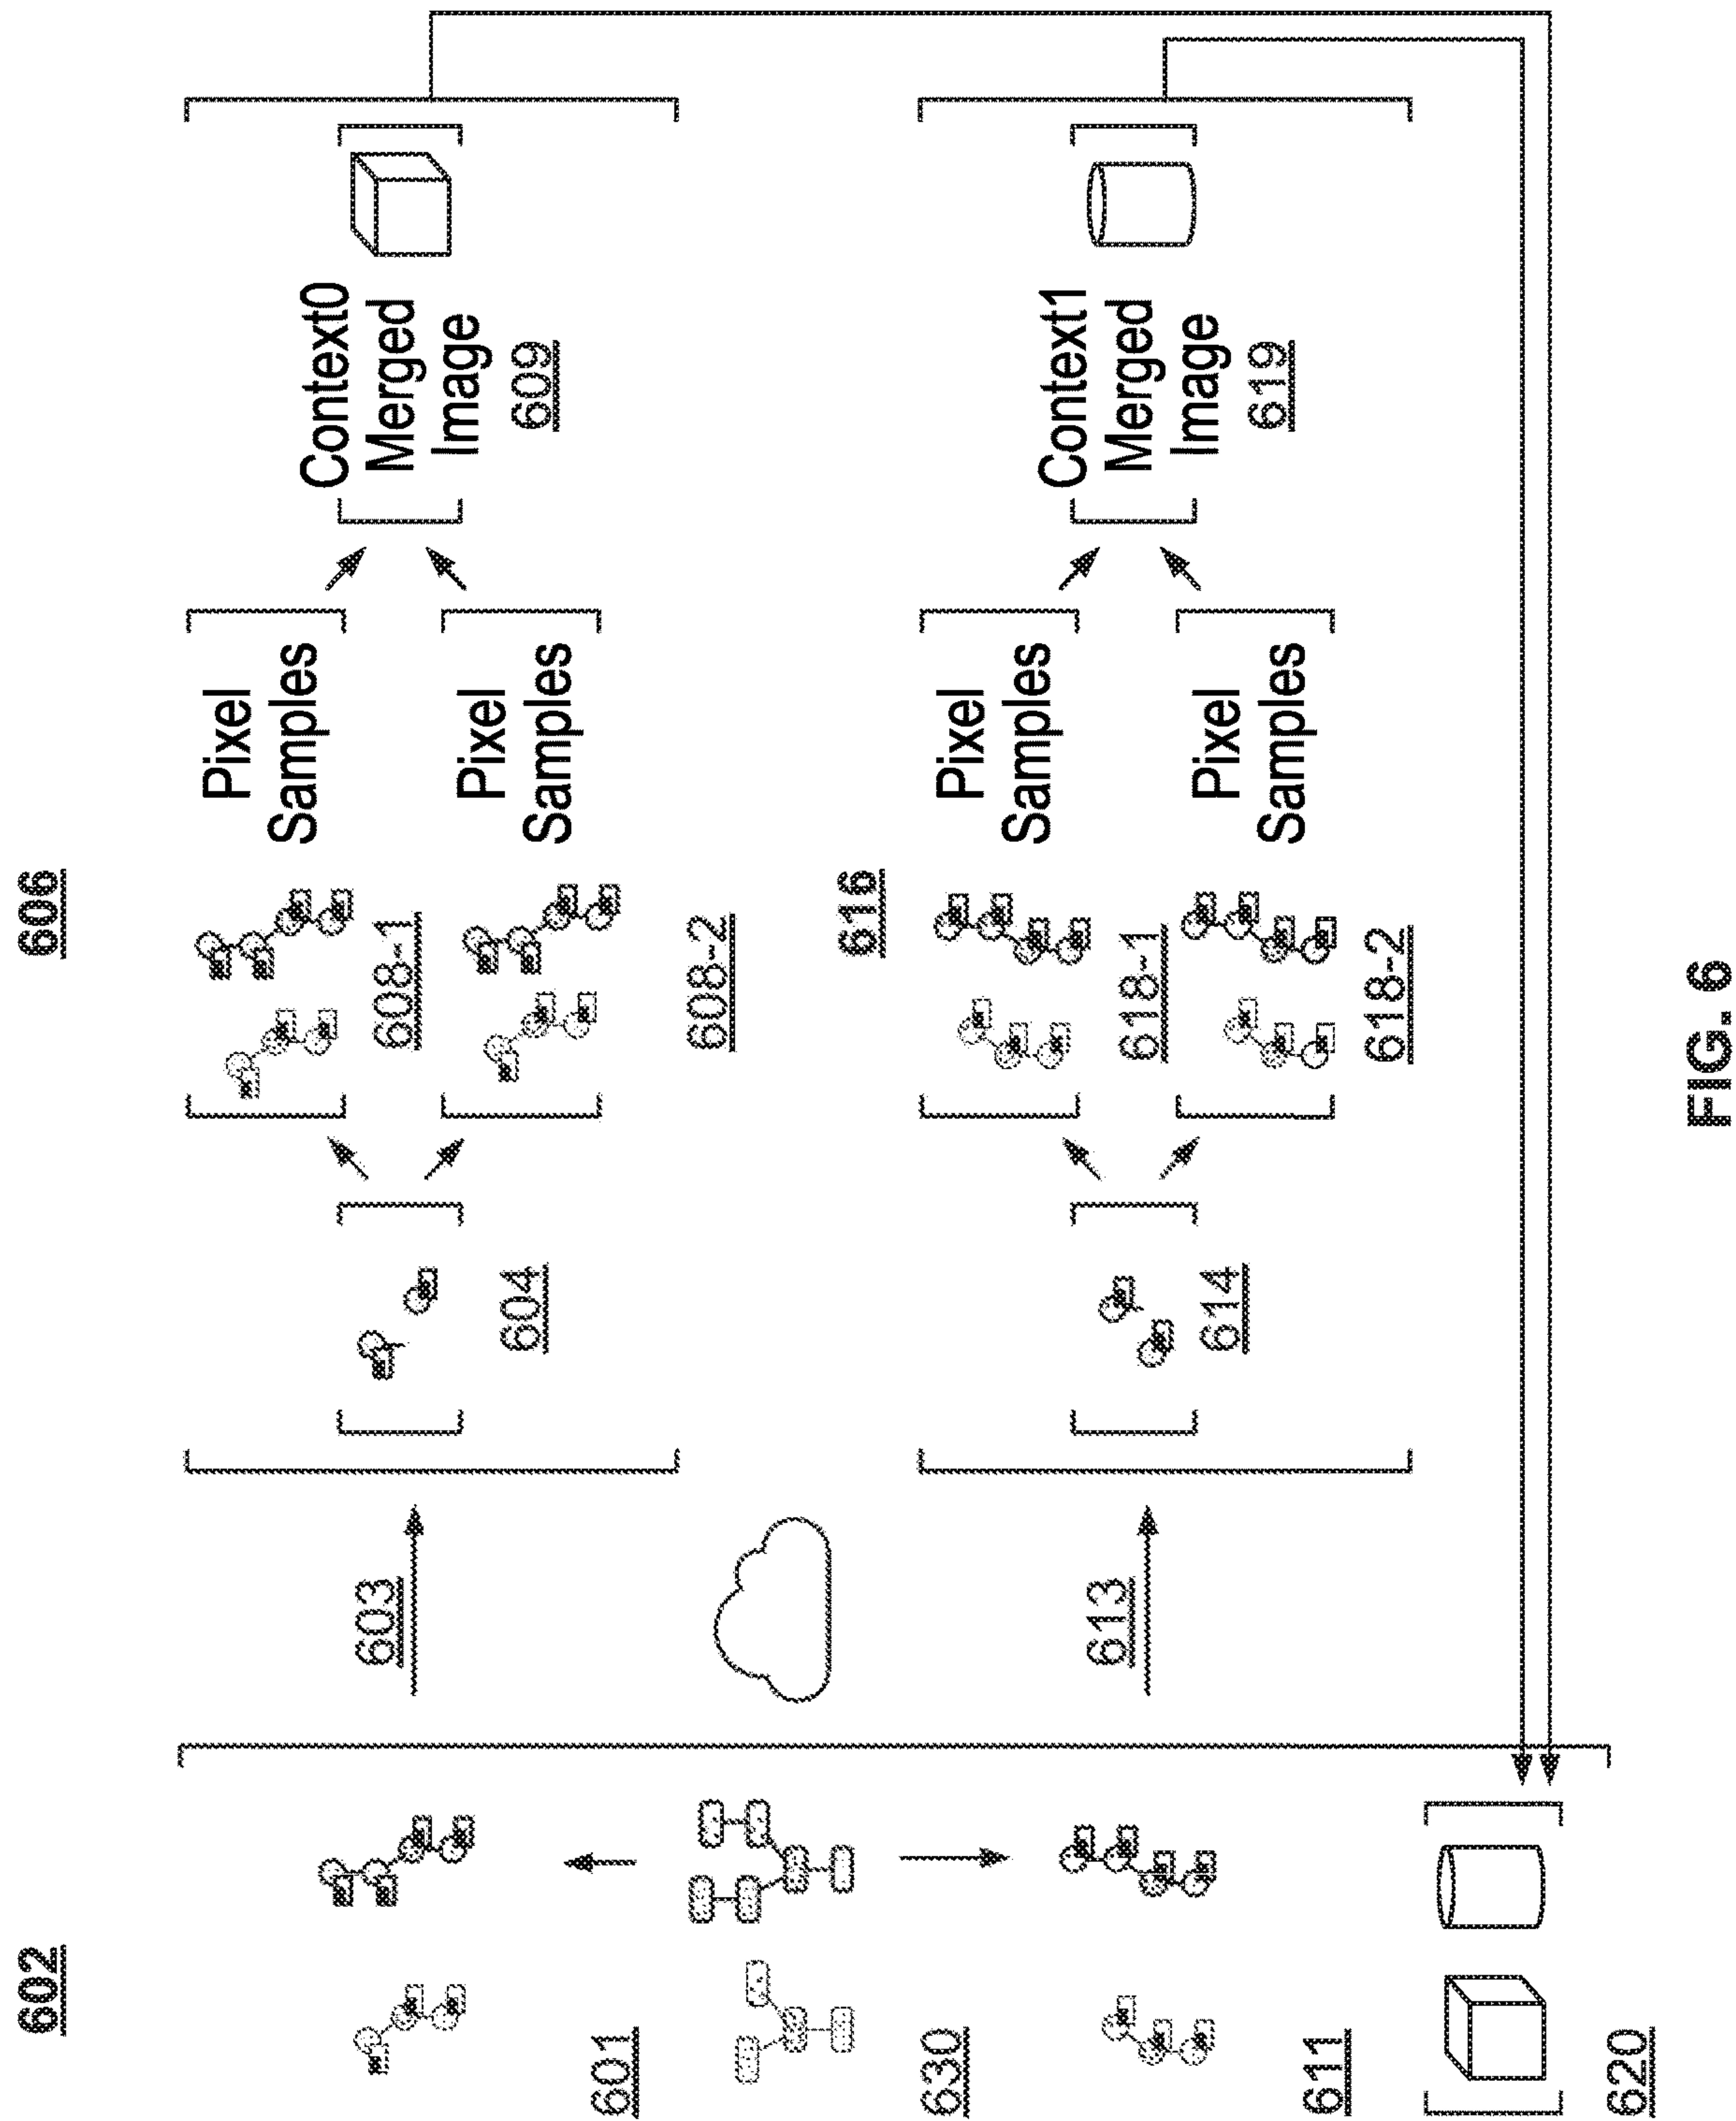 602
606
601
603
604
608-1
Pixel
Samples
608-2
Pixel
Samples
Context0
Merged
Image
609
630
616
611
613
614
618-1
Pixel
Samples
618-2
Pixel
Samples
Context1
Merged
Image
619
620
FIG. 6